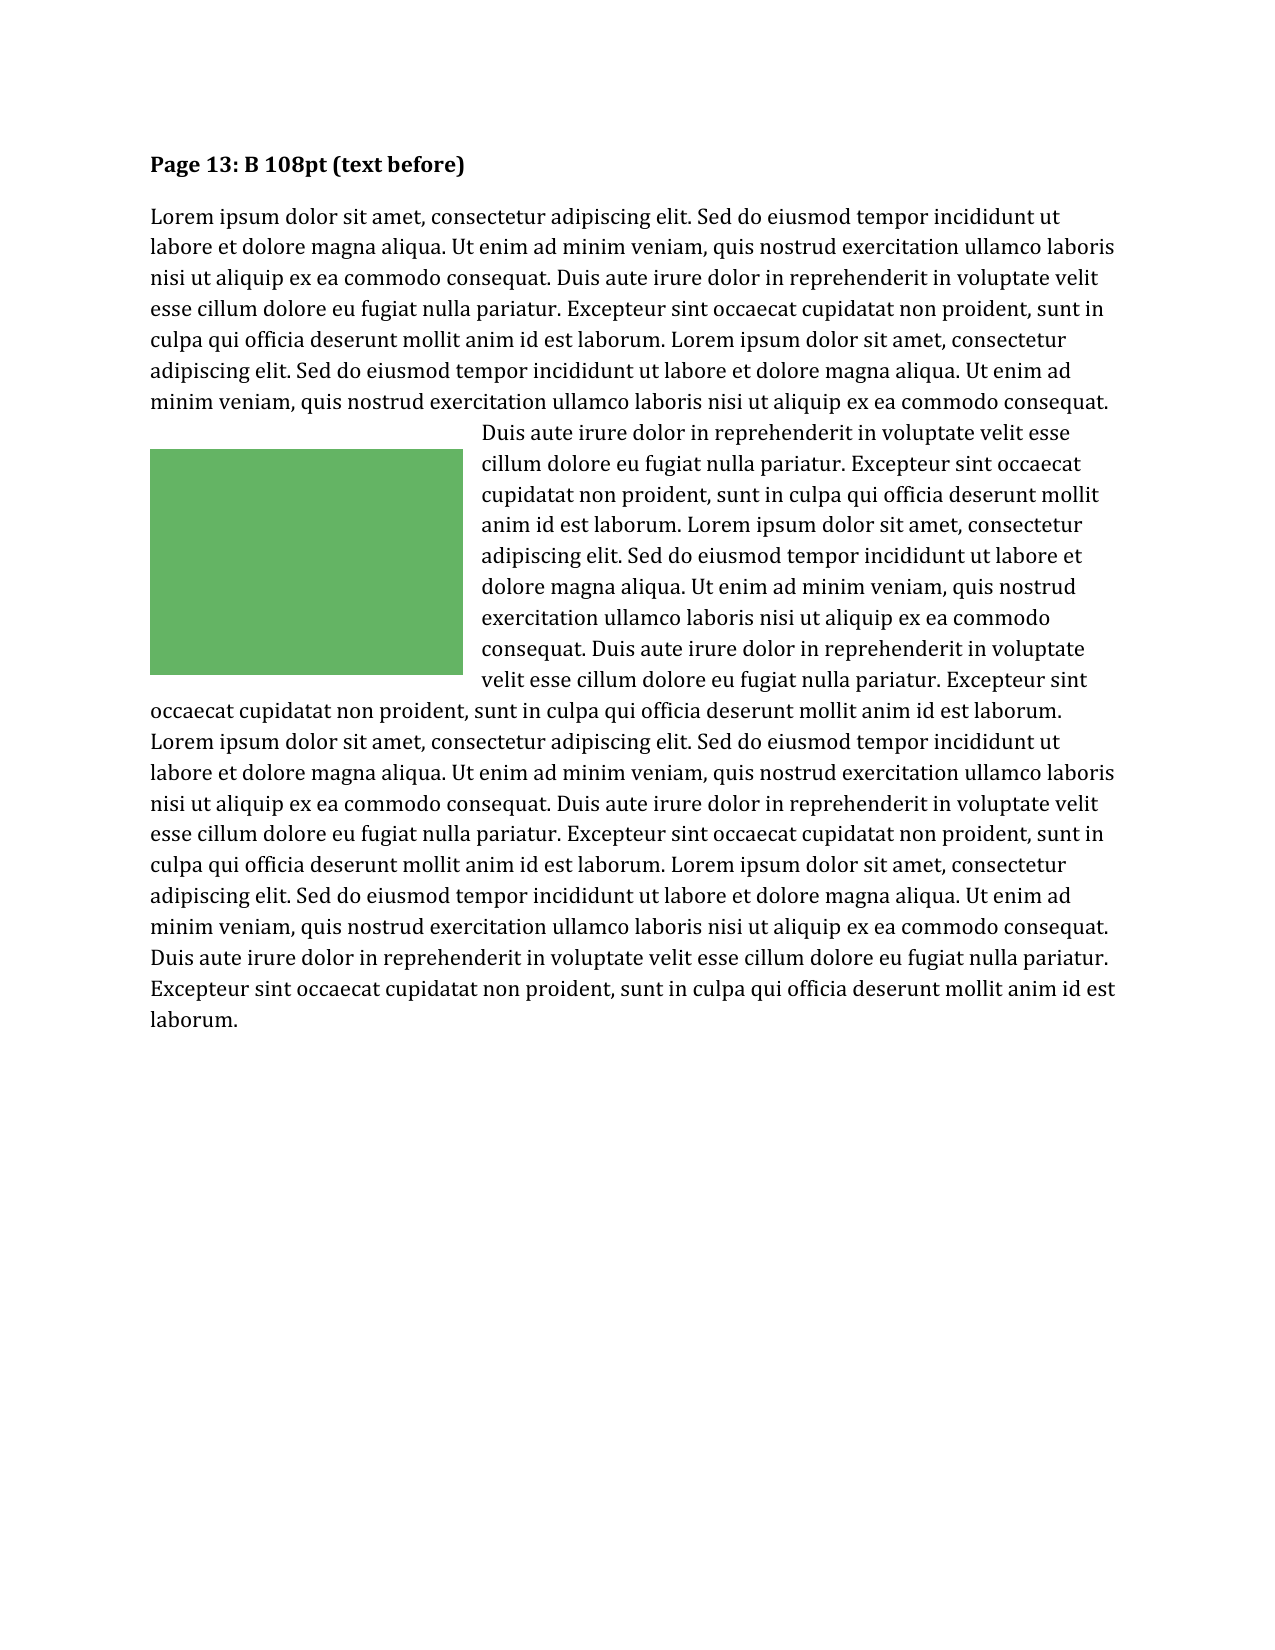 Page 13: B 108pt (text before)
Lorem ipsum dolor sit amet, consectetur adipiscing elit. Sed do eiusmod tempor incididunt ut
labore et dolore magna aliqua. Ut enim ad minim veniam, quis nostrud exercitation ullamco laboris
nisi ut aliquip ex ea commodo consequat. Duis aute irure dolor in reprehenderit in voluptate velit
esse cillum dolore eu fugiat nulla pariatur. Excepteur sint occaecat cupidatat non proident, sunt in
culpa qui officia deserunt mollit anim id est laborum. Lorem ipsum dolor sit amet, consectetur
adipiscing elit. Sed do eiusmod tempor incididunt ut labore et dolore magna aliqua. Ut enim ad
minim veniam, quis nostrud exercitation ullamco laboris nisi ut aliquip ex ea commodo consequat.
Duis aute irure dolor in reprehenderit in voluptate velit esse
cillum dolore eu fugiat nulla pariatur. Excepteur sint occaecat
cupidatat non proident, sunt in culpa qui officia deserunt mollit
anim id est laborum. Lorem ipsum dolor sit amet, consectetur
adipiscing elit. Sed do eiusmod tempor incididunt ut labore et
dolore magna aliqua. Ut enim ad minim veniam, quis nostrud
exercitation ullamco laboris nisi ut aliquip ex ea commodo
consequat. Duis aute irure dolor in reprehenderit in voluptate
velit esse cillum dolore eu fugiat nulla pariatur. Excepteur sint
occaecat cupidatat non proident, sunt in culpa qui officia deserunt mollit anim id est laborum.
Lorem ipsum dolor sit amet, consectetur adipiscing elit. Sed do eiusmod tempor incididunt ut
labore et dolore magna aliqua. Ut enim ad minim veniam, quis nostrud exercitation ullamco laboris
nisi ut aliquip ex ea commodo consequat. Duis aute irure dolor in reprehenderit in voluptate velit
esse cillum dolore eu fugiat nulla pariatur. Excepteur sint occaecat cupidatat non proident, sunt in
culpa qui officia deserunt mollit anim id est laborum. Lorem ipsum dolor sit amet, consectetur
adipiscing elit. Sed do eiusmod tempor incididunt ut labore et dolore magna aliqua. Ut enim ad
minim veniam, quis nostrud exercitation ullamco laboris nisi ut aliquip ex ea commodo consequat.
Duis aute irure dolor in reprehenderit in voluptate velit esse cillum dolore eu fugiat nulla pariatur.
Excepteur sint occaecat cupidatat non proident, sunt in culpa qui officia deserunt mollit anim id est
laborum.